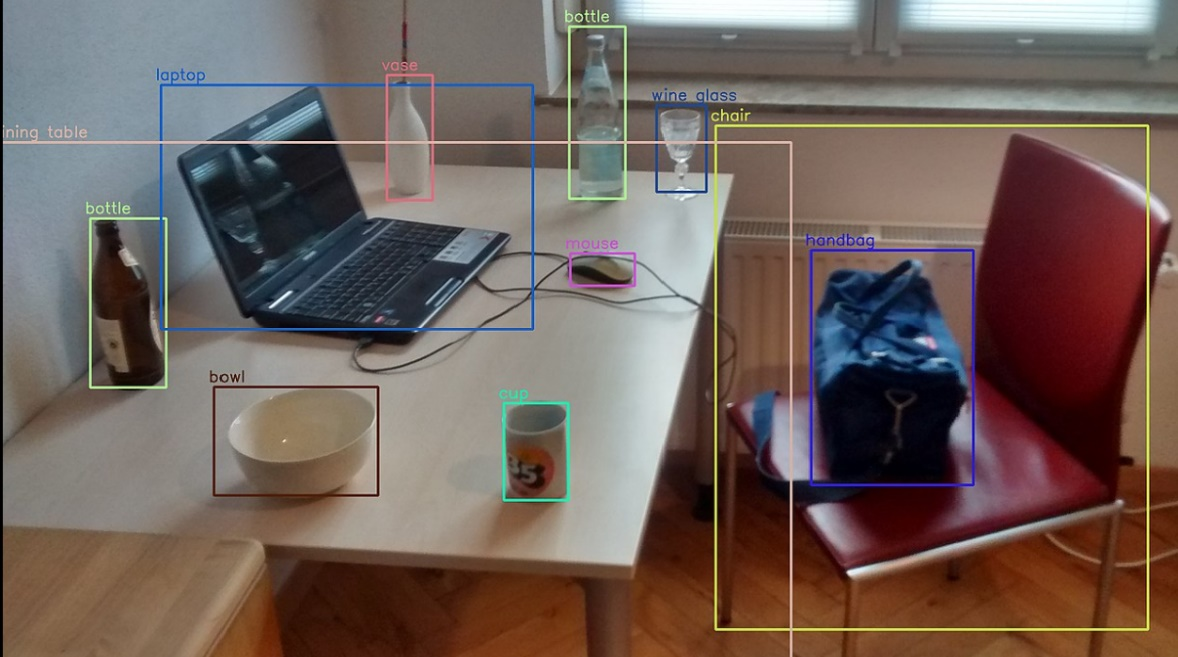 bottle
vase
laptop
wine glass
chair
ining table
bottle
handbag
mouse
bowl
cup
35